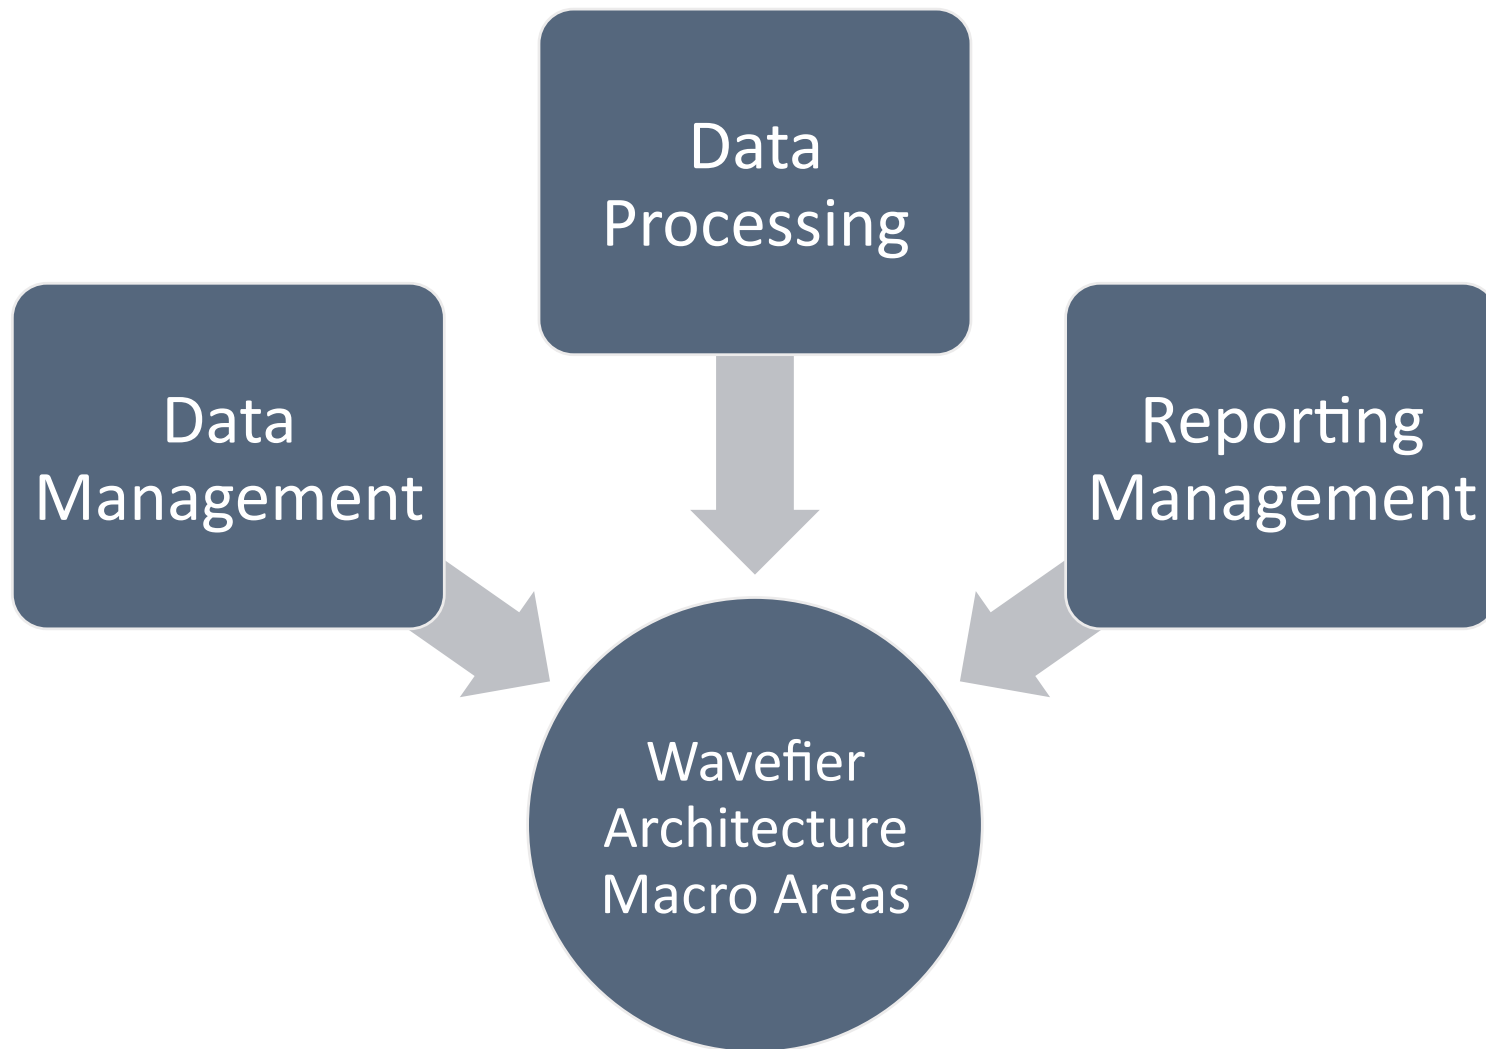 Data
Processing
Data
Management
Reporting
Management
Wavefier
Architecture
Macro Areas